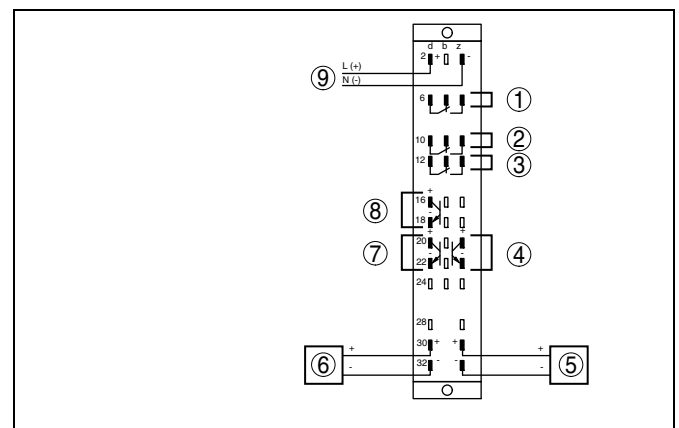 d b z
2 + -
L (+)
⑨
N (-)
6 ①
10 ②
12 ③
+
16
⑧ -
18
+ +
20
⑦ - - ④
22
24
28
30 + +
+ +
⑥ ⑤
- -
32 - -